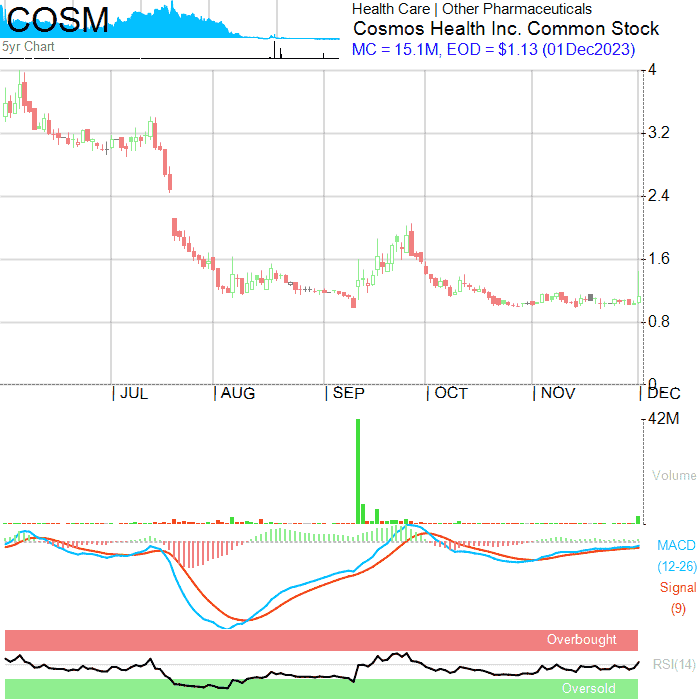 COSM
5yr Chart
Health Care | Other Pharmaceuticals
Cosmos Health Inc. Common Stock
MC = 15.1M, EOD = $1.13 (01Dec2023)
4
3.2
2.4
1.6
0.8
0
JUL
AUG
SEP
OCT
NOV
DEC
42M
Volume
MACD
(12-26)
Signal
(9)
Overbought
RSI(14)
Oversold